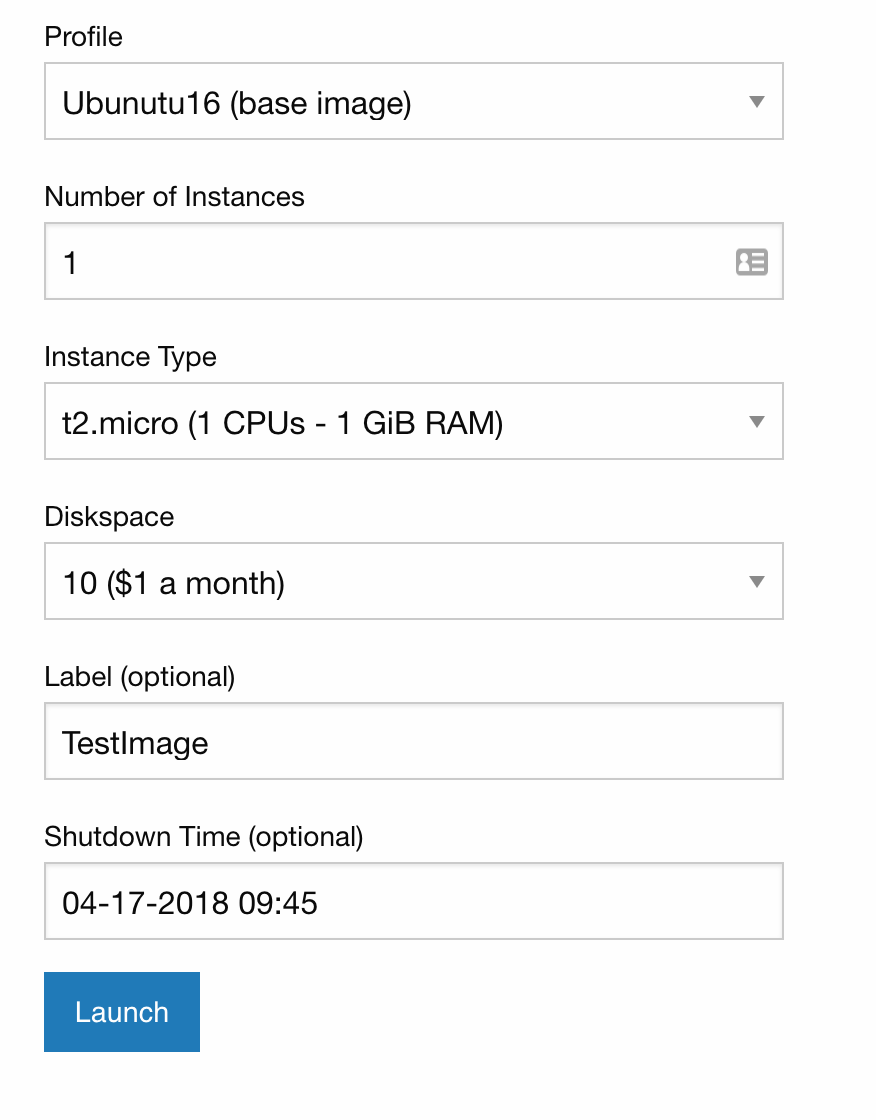 Profile
Ubunutu16 (base image)
Number of Instances
1
Instance Type
t2.micro (1 CPUs - 1 GiB RAM)
Diskspace
10 ($1 a month)
Label (optional)
TestImage
Shutdown Time (optional)
04-17-2018 09:45
Launch